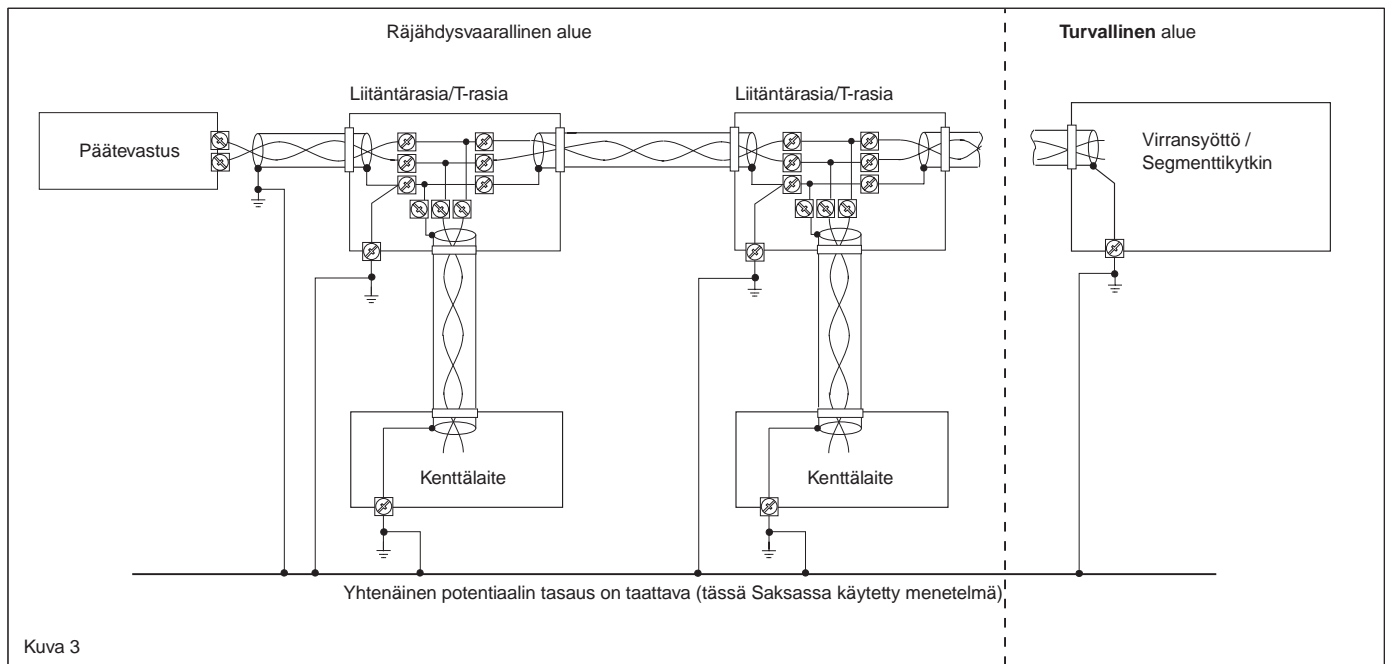 Räjähdysvaarallinen alue
Turvallinen alue
Liitäntärasia/T-rasia
Liitäntärasia/T-rasia
Päätevastus
Virransyöttö /
Segmenttikytkin
Kenttälaite
Kenttälaite
Yhtenäinen potentiaalin tasaus on taattava (tässä Saksassa käytetty menetelmä)
Kuva 3